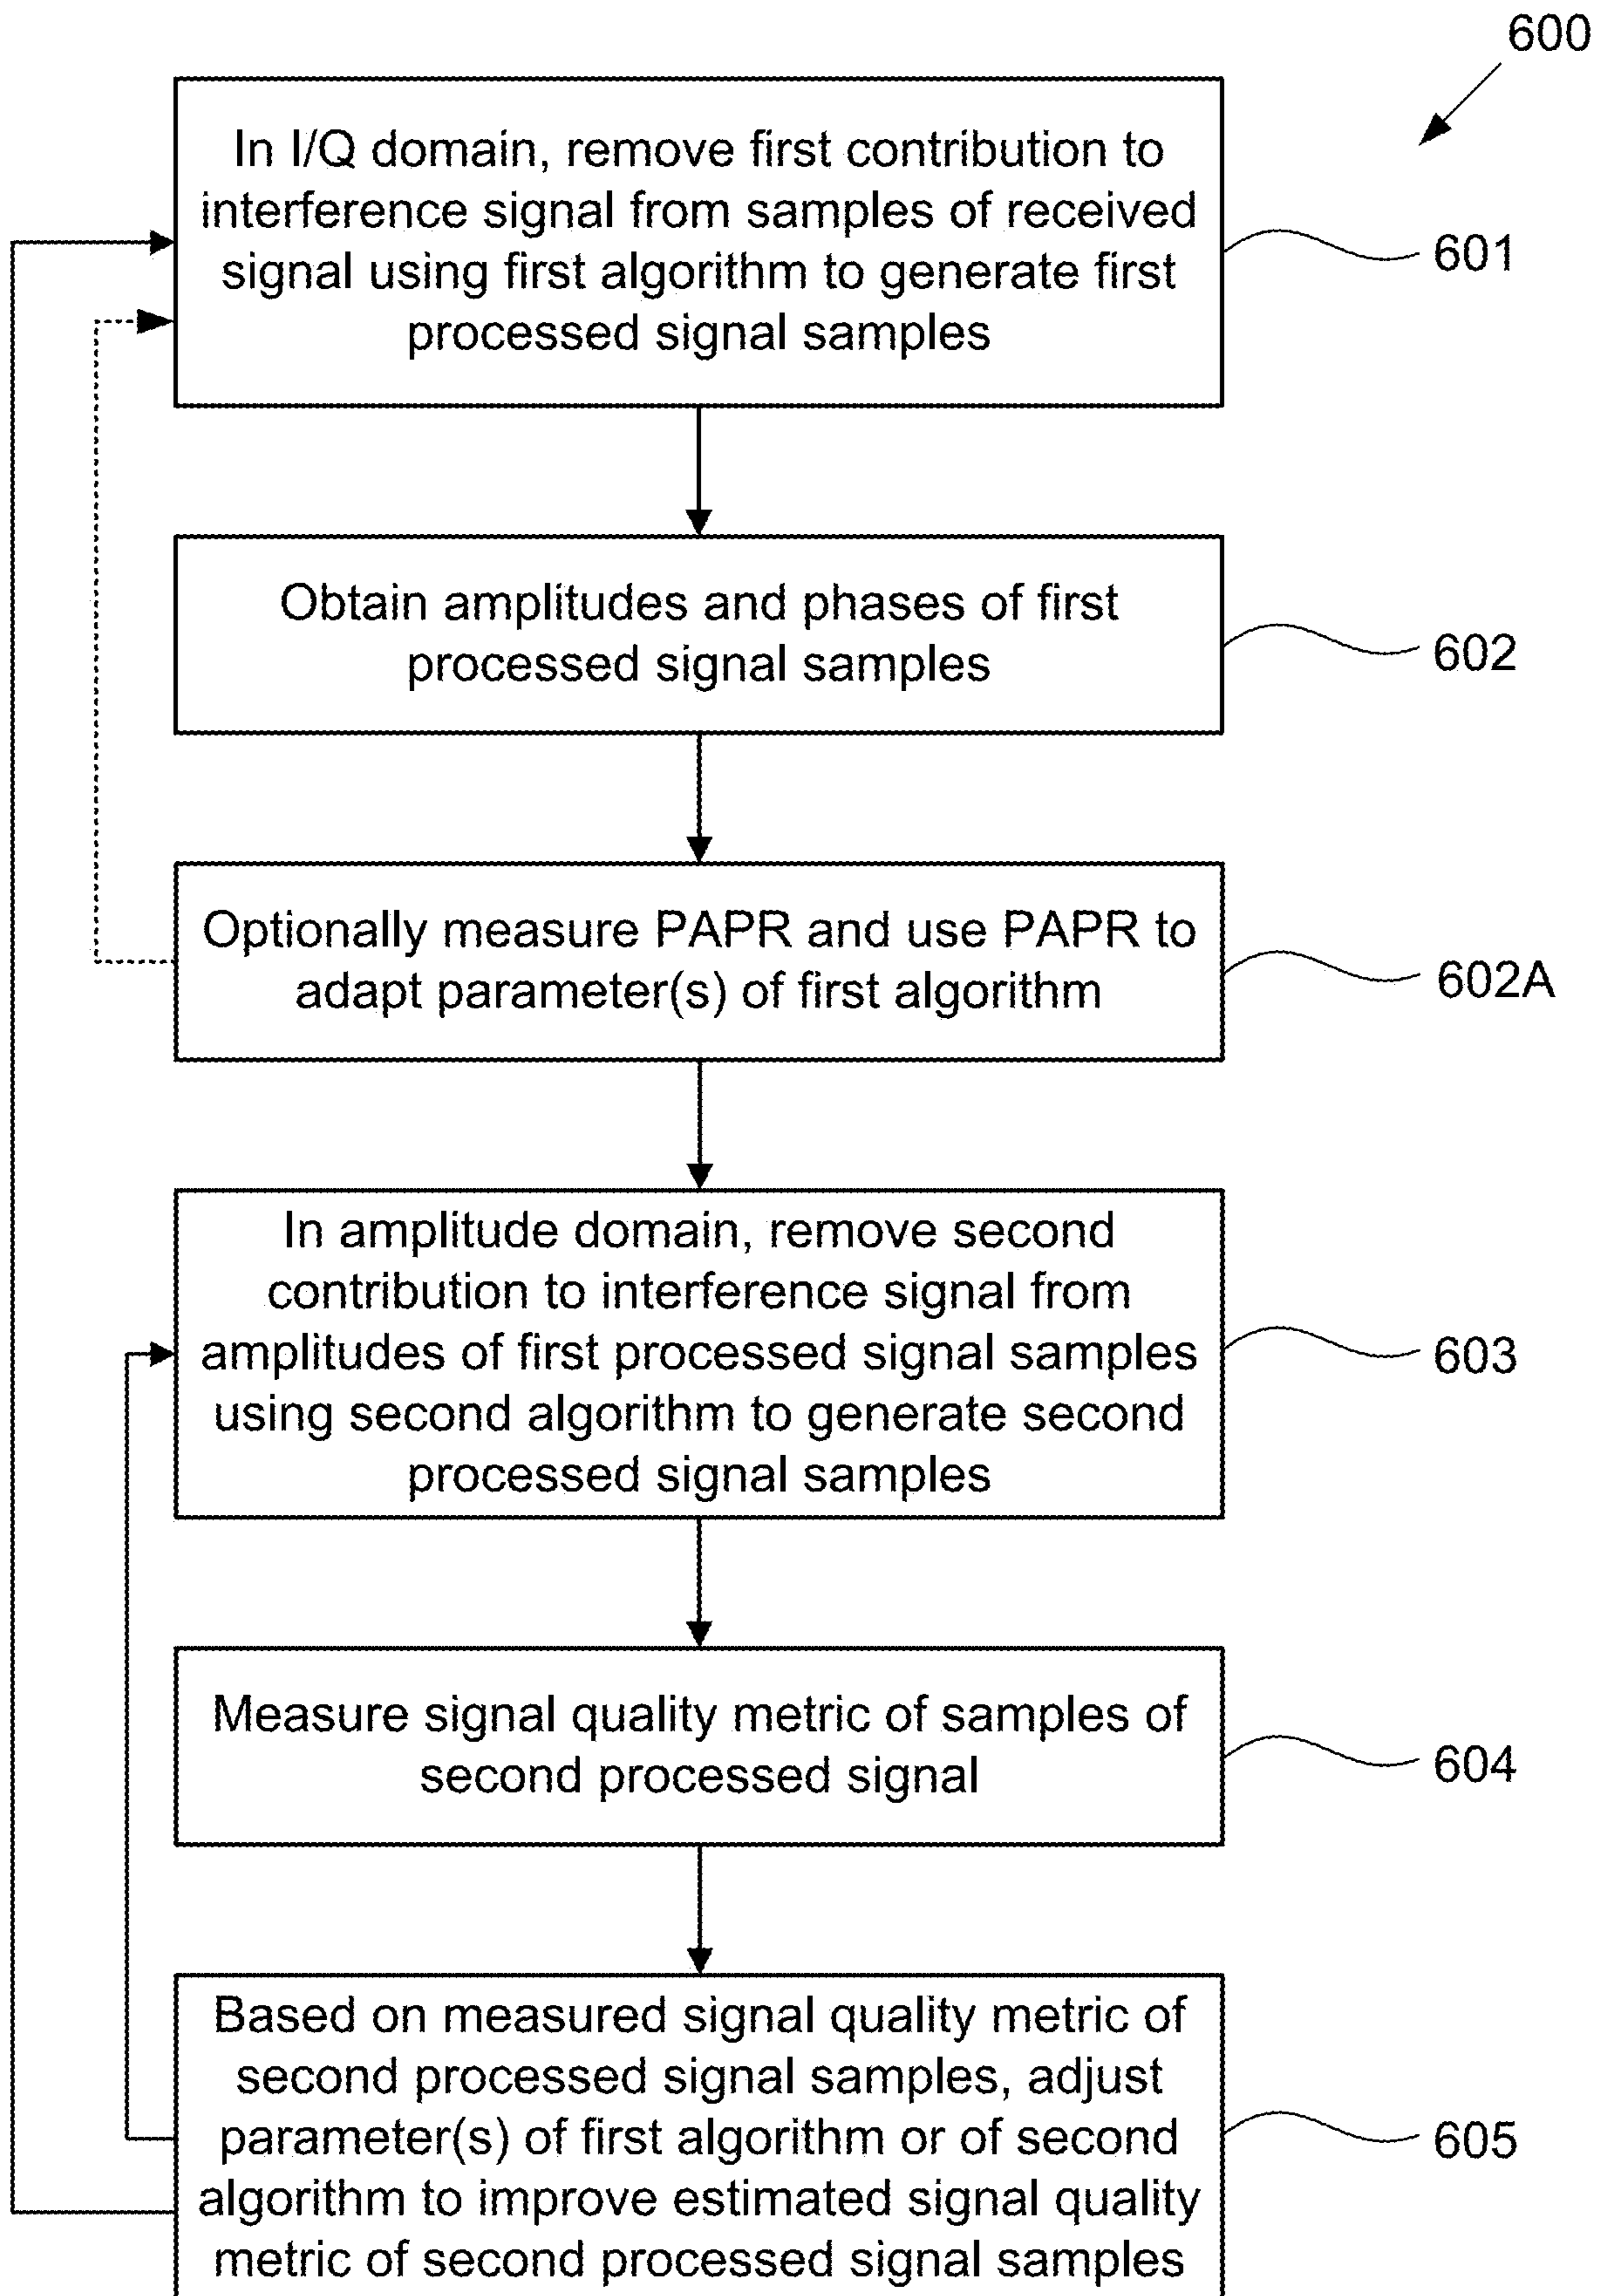 600
In I/Q domain, remove first contribution to
interference signal from samples of received
signal using first algorithm to generate first
processed signal samples
601
Obtain amplitudes and phases of first
processed signal samples
602
Optionally measure PAPR and use PAPR to
adapt parameter(s) of first algorithm
602A
In amplitude domain, remove second
contribution to interference signal from
amplitudes of first processed signal samples
using second algorithm to generate second
processed signal samples
603
Measure signal quality metric of samples of
second processed signal
604
Based on measured signal quality metric of
second processed signal samples, adjust
parameter(s) of first algorithm or of second
algorithm to improve estimated signal quality
metric of second processed signal samples
605